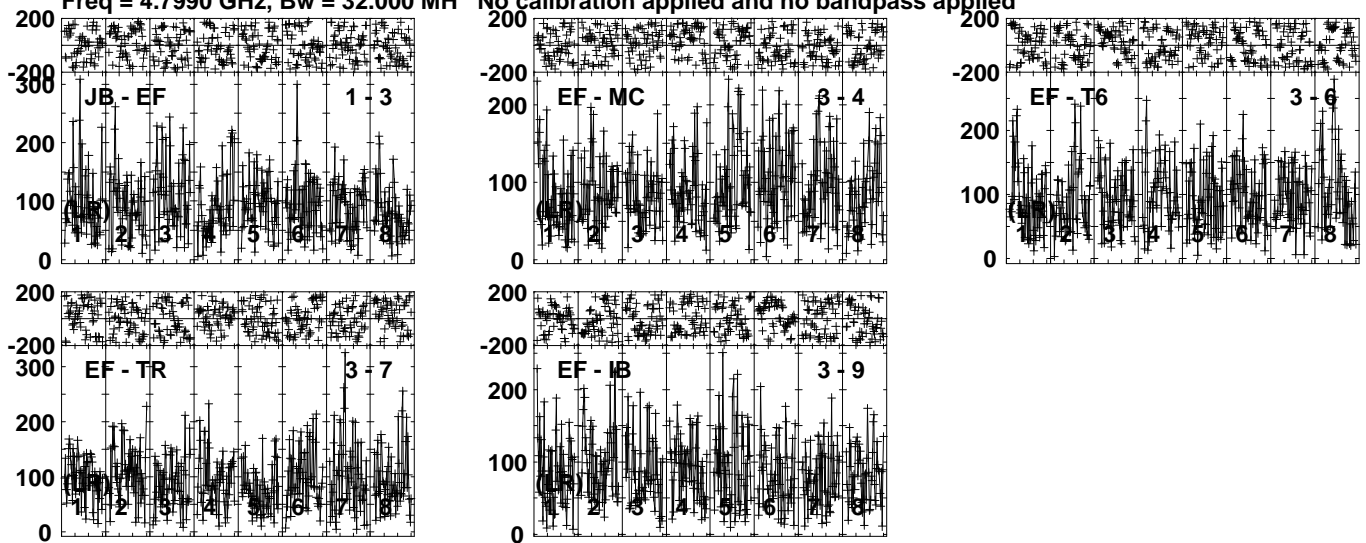 Freq = 4.7990 GHz, Bw = 32.000 MH No calibration applied and no bandpass applied
200
-200
300
200
100
0
JB - EF 1 - 3
(LR)
1 2 3 4 5 6 7 8
200
-200
200
100
0
EF - MC 3 - 4
(LR)
1 2 3 4 5 6 7 8
200
-200
200
100
0
EF - T6 3 - 6
(LR)
1 2 3 4 5 6 7 8
200
-200
300
200
100
0
EF - TR 3 - 7
(LR)
1 2 3 4 5 6 7 8
200
-200
200
100
0
EF - IB 3 - 9
(LR)
1 2 3 4 5 6 7 8